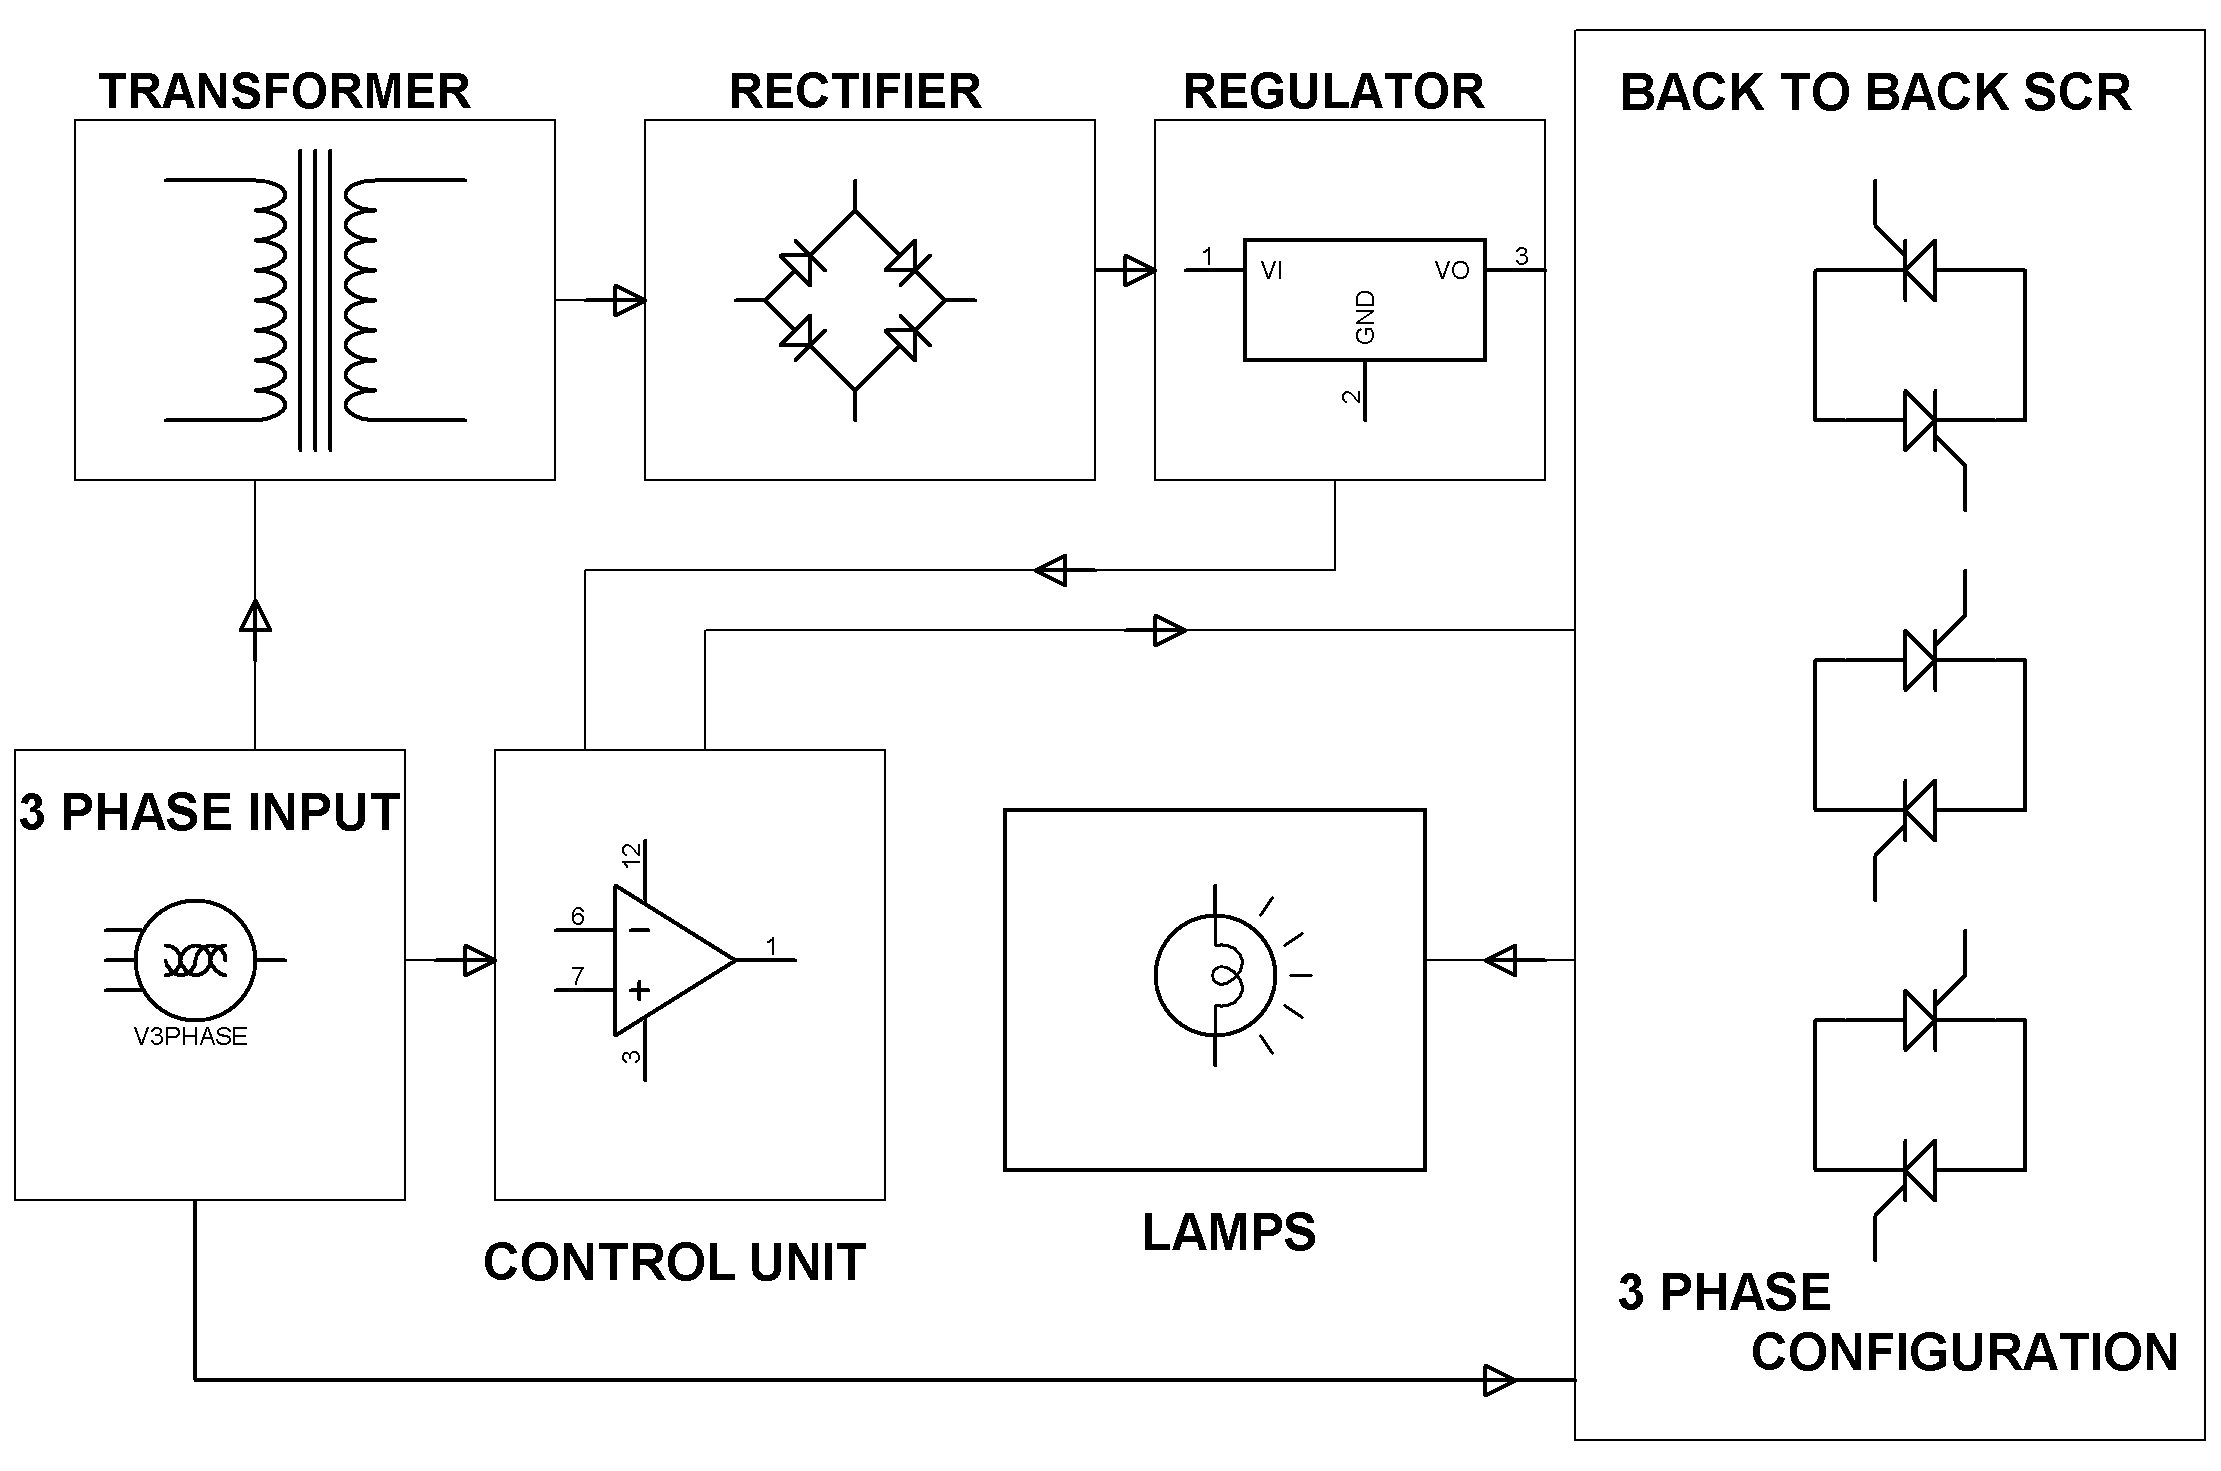 TRANSFORMER
RECTIFIER
REGULATOR
BACK TO BACK SCR
1
VI
VO
3
GND
2
3 PHASE INPUT
V3PHASE
12
6
−
7
+
1
3
CONTROL UNIT
LAMPS
3 PHASE
CONFIGURATION